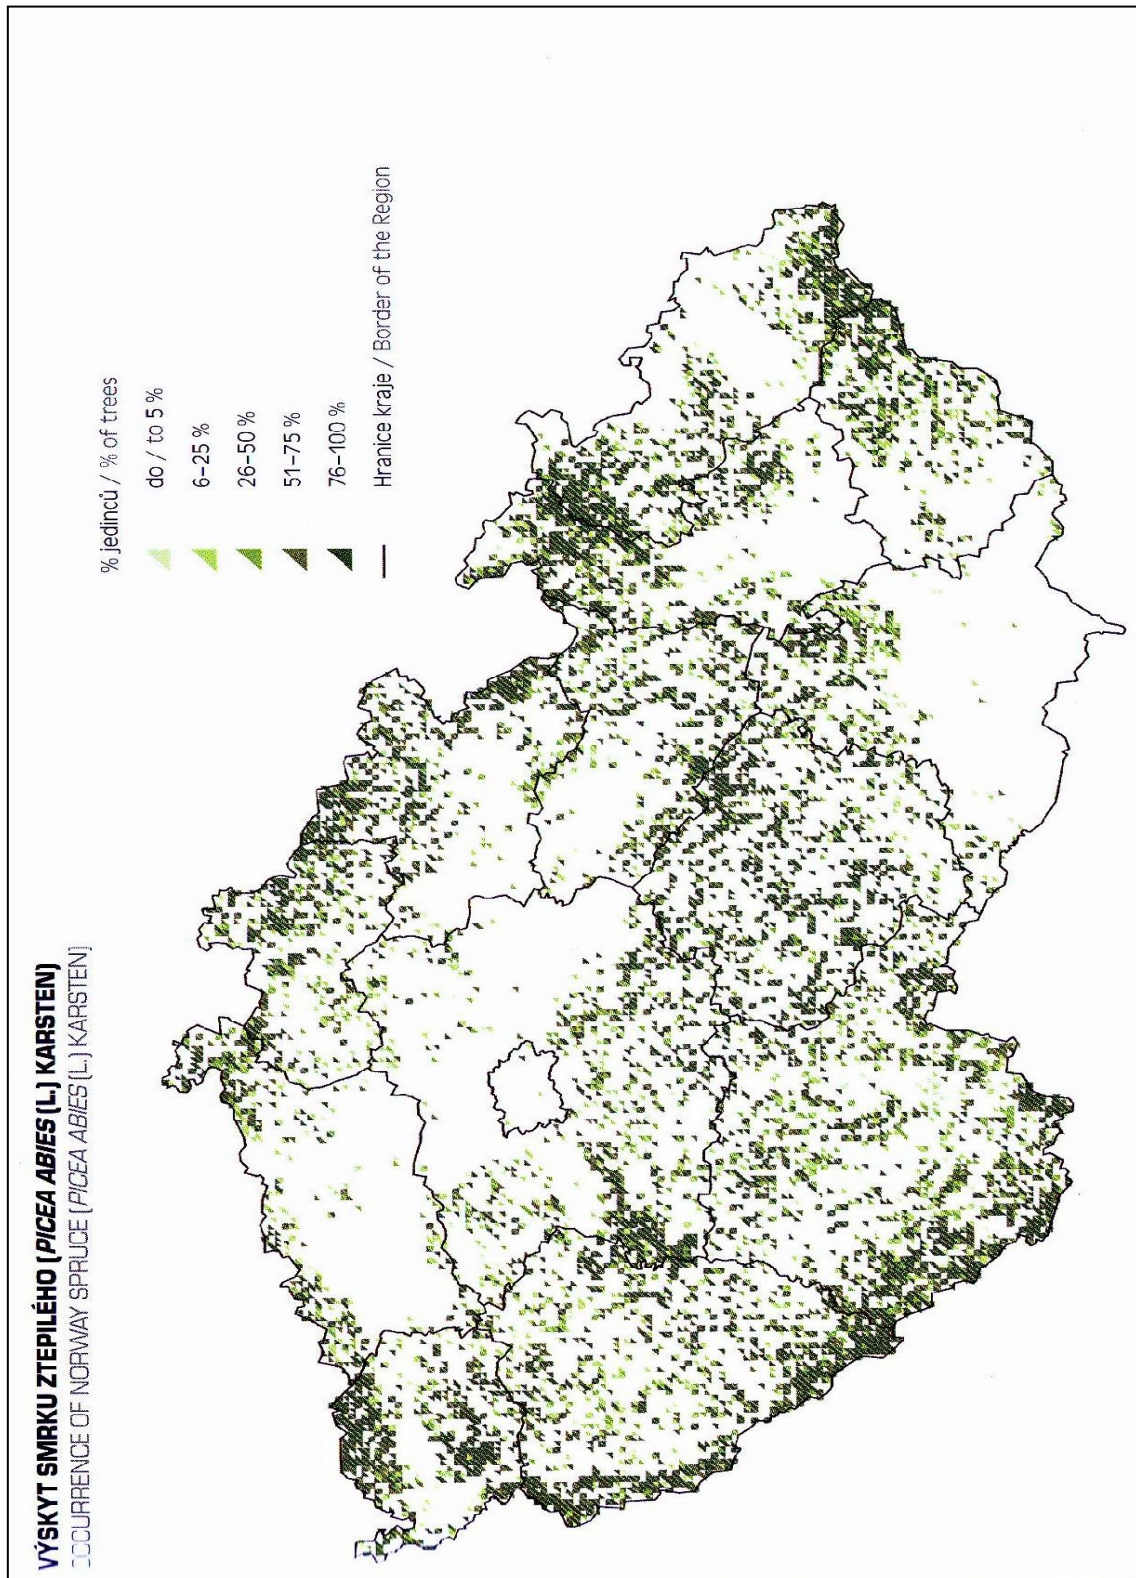 VÝSKYT SMRKU ZTEPILÉHO (PICEA ABIES (L.) KARSTEN)
OCCURRENCE OF NORWAY SPRUCE (PICEA ABIES (L.) KARSTEN)
% jedinců / % of trees
do / to 5 %
6–25 %
26–50 %
51–75 %
76–100 %
Hranice kraje / Border of the Region